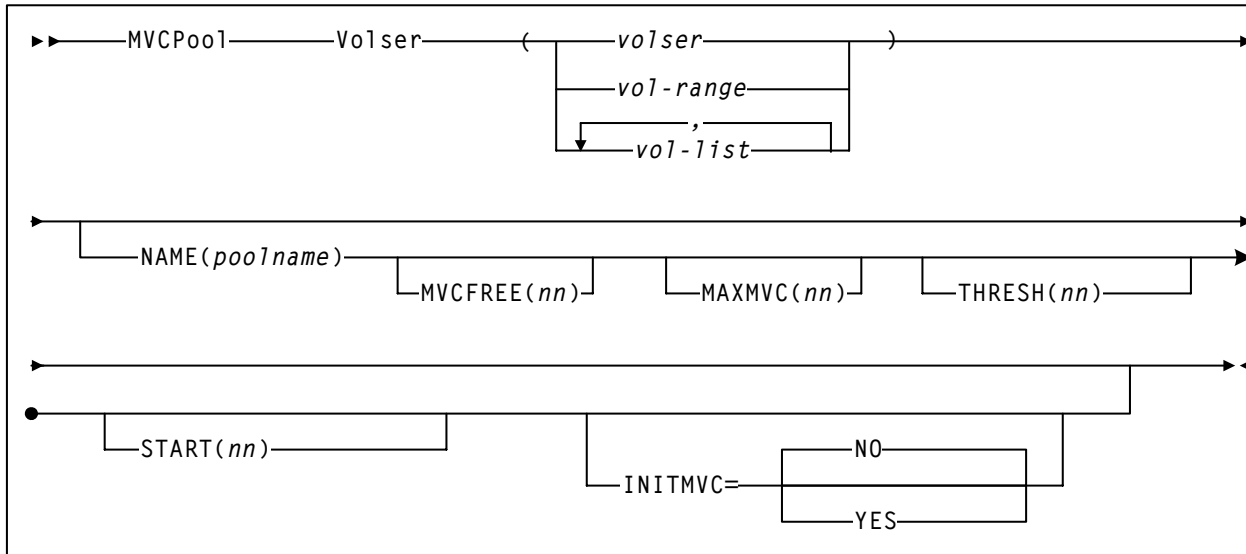 MVCPool Volser ( volser )
vol-range
,
vol-list
NAME(poolname)
MVCFREE(nn) MAXMVC(nn) THRESH(nn)
START(nn)
NO
INITMVC=
YES